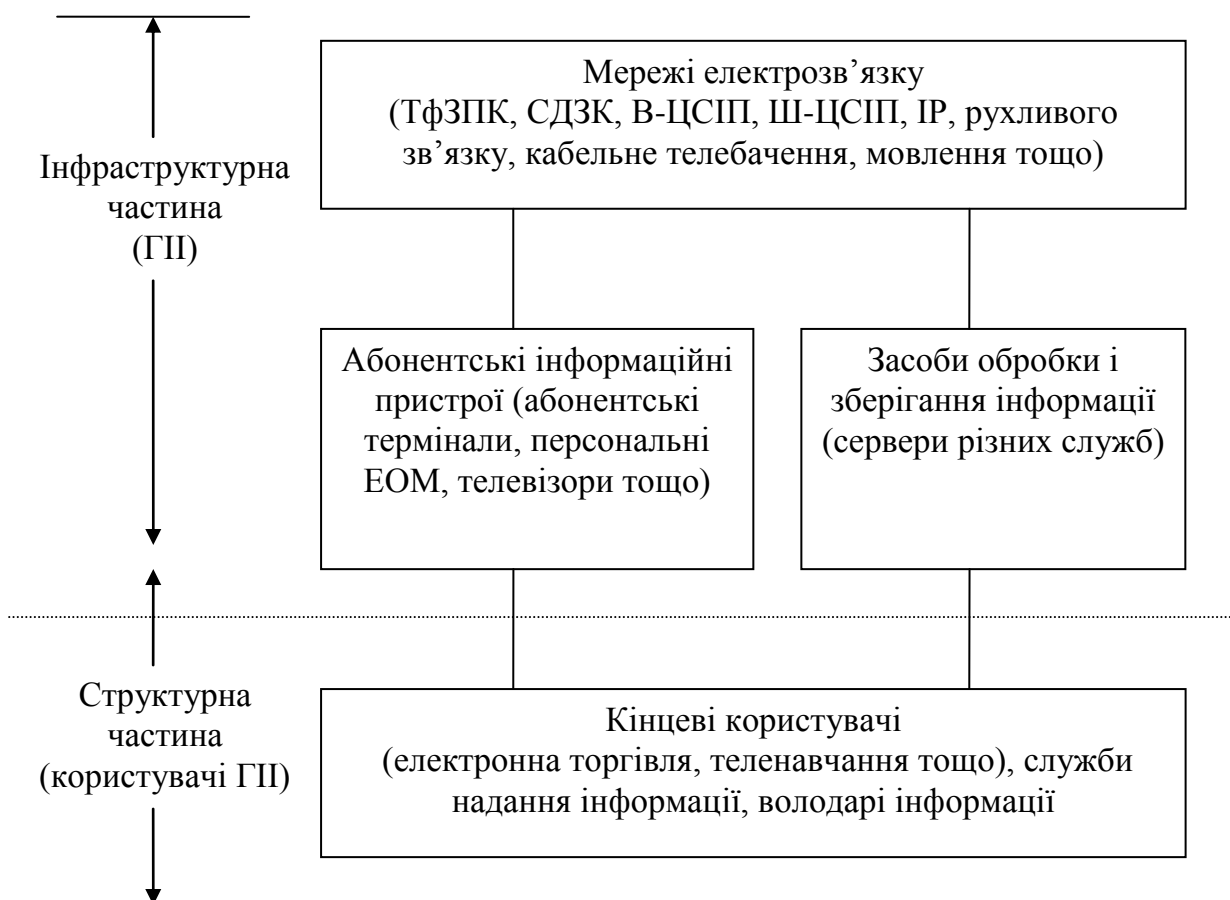 Мережі електрозв’язку
(ТфЗПК, СДЗК, В-ЦСІП, Ш-ЦСІП, ІР, рухливого
зв’язку, кабельне телебачення, мовлення тощо)
Інфраструктурна
частина
(ГІІ)
Абонентські інформаційні
пристрої (абонентські
термінали, персональні
ЕОМ, телевізори тощо)
Засоби обробки і
зберігання інформації
(сервери різних служб)
Структурна
частина
(користувачі ГІІ)
Кінцеві користувачі
(електронна торгівля, теленавчання тощо), служби
надання інформації, володарі інформації